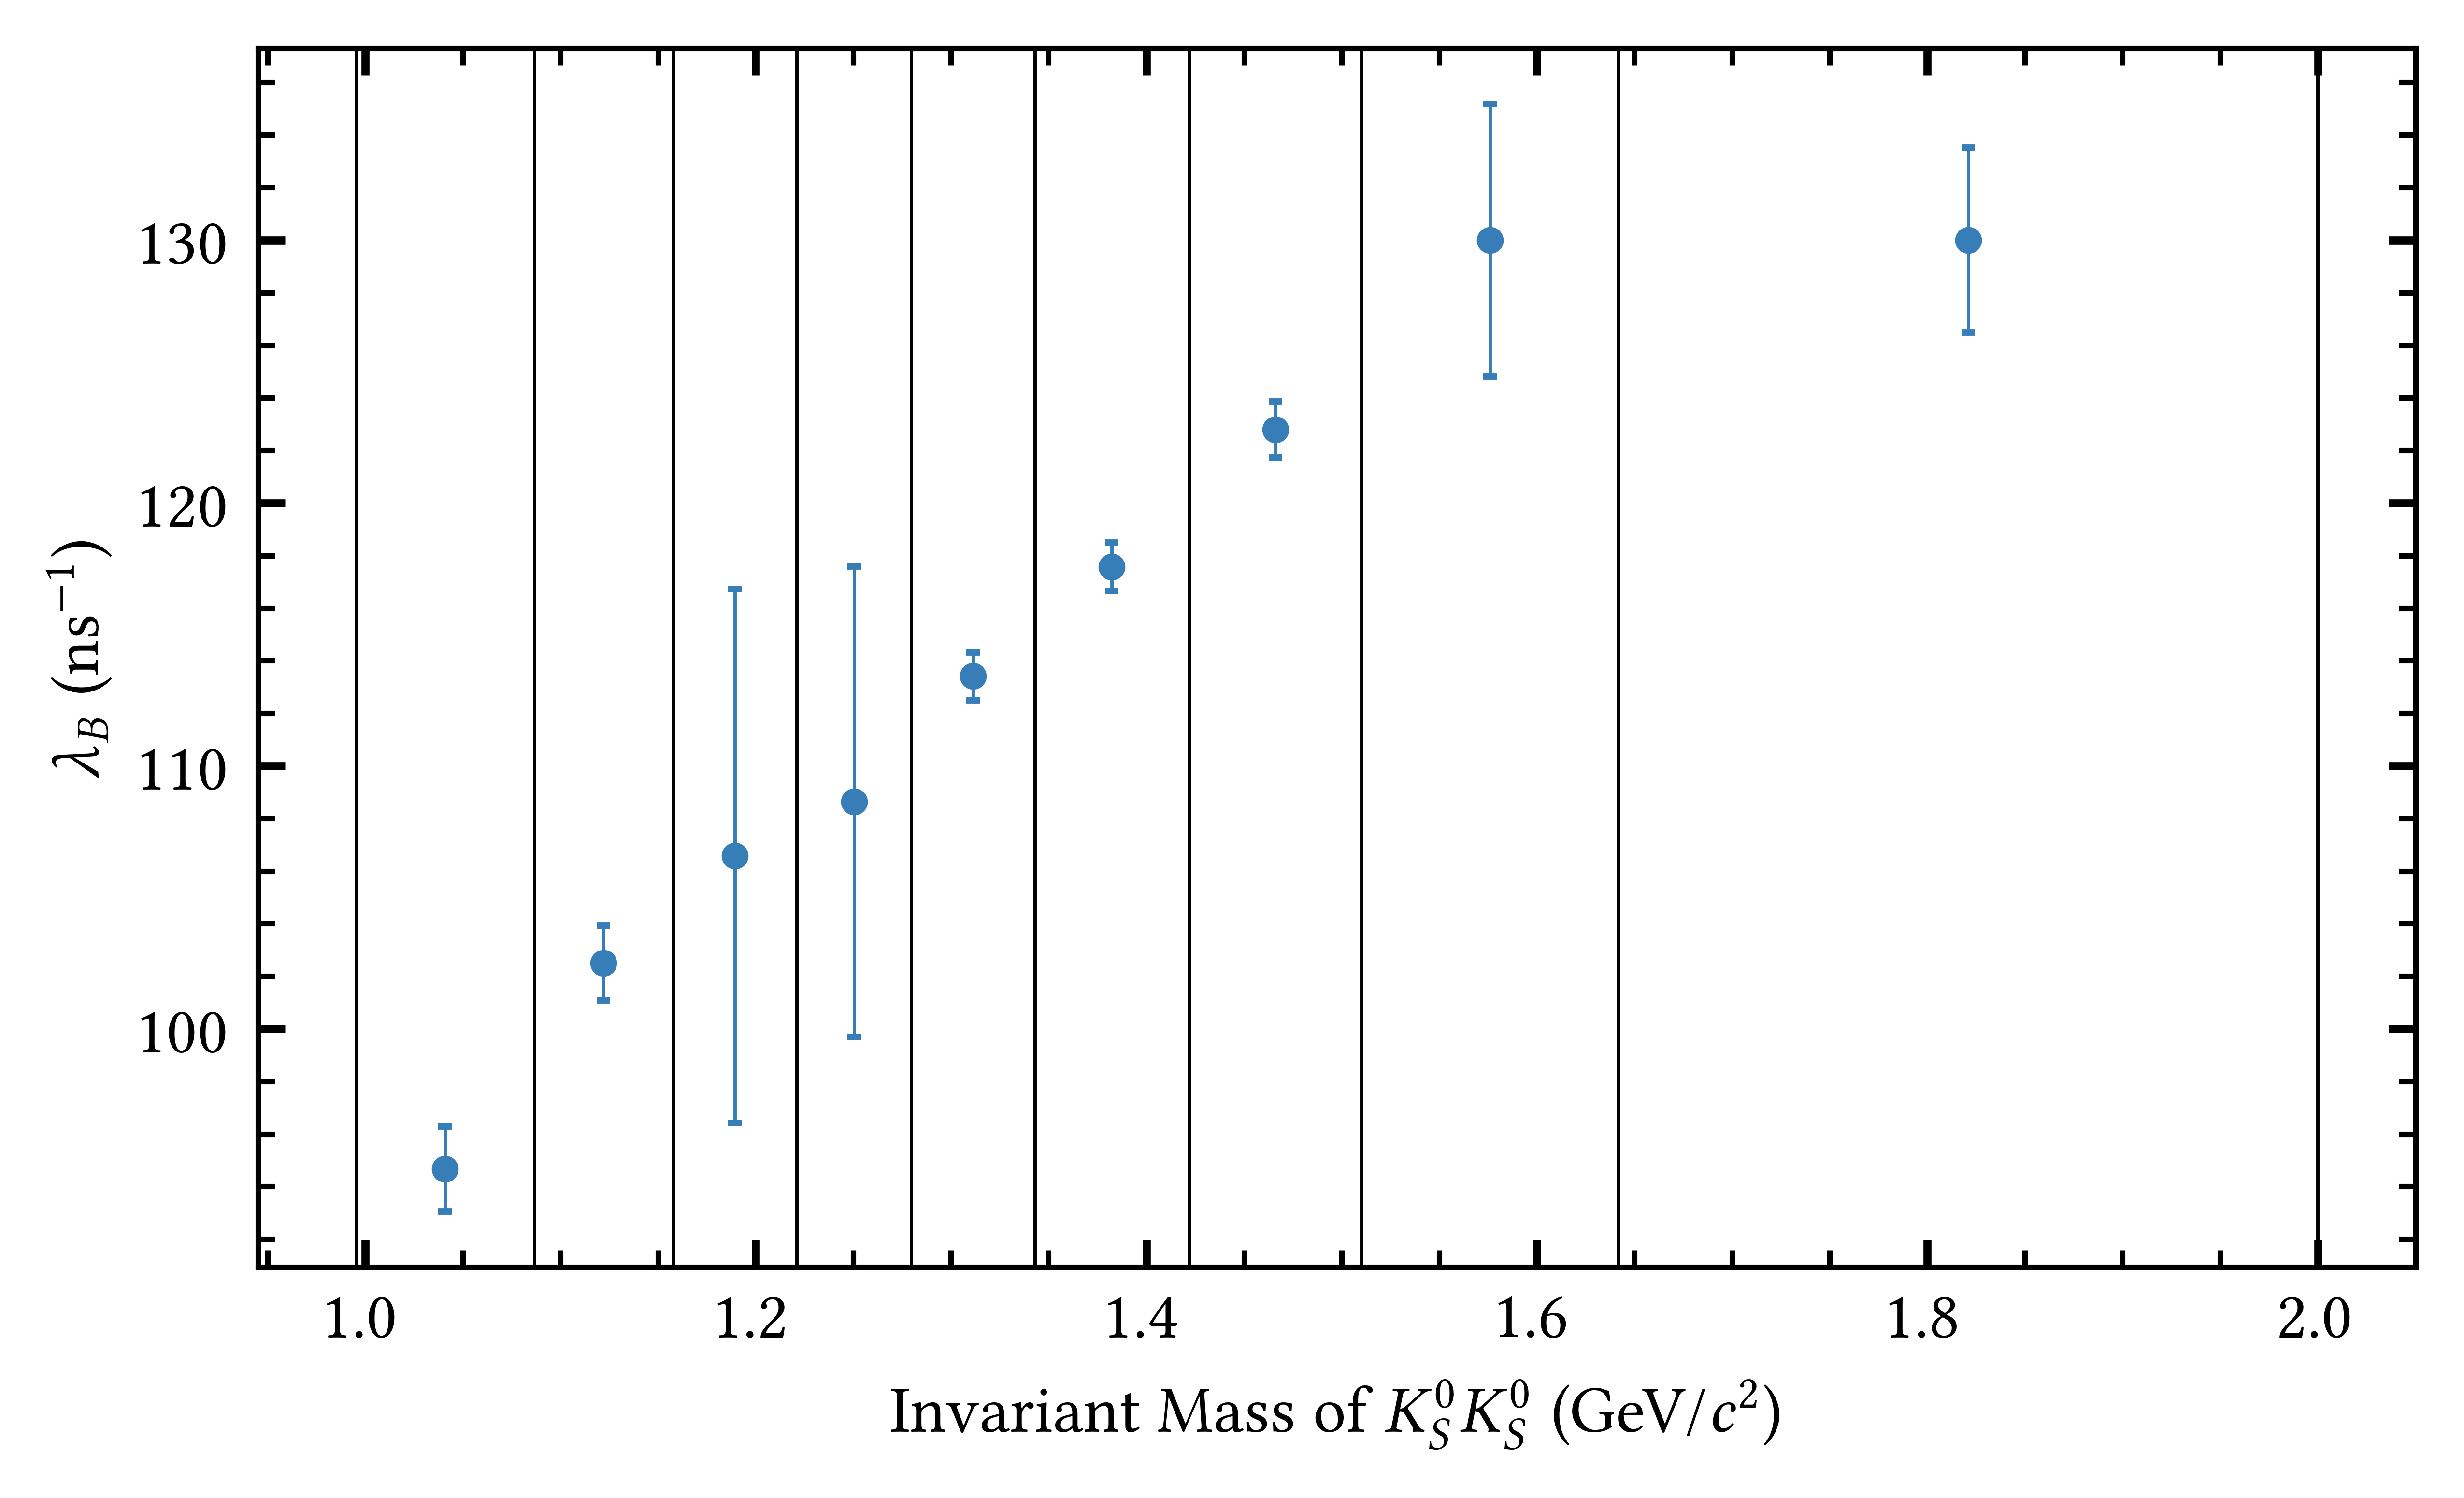 130
120
110
100
λ_B (ns⁻¹)
1.0 1.2 1.4 1.6 1.8 2.0
Invariant Mass of K_S^0 K_S^0 (GeV/c²)